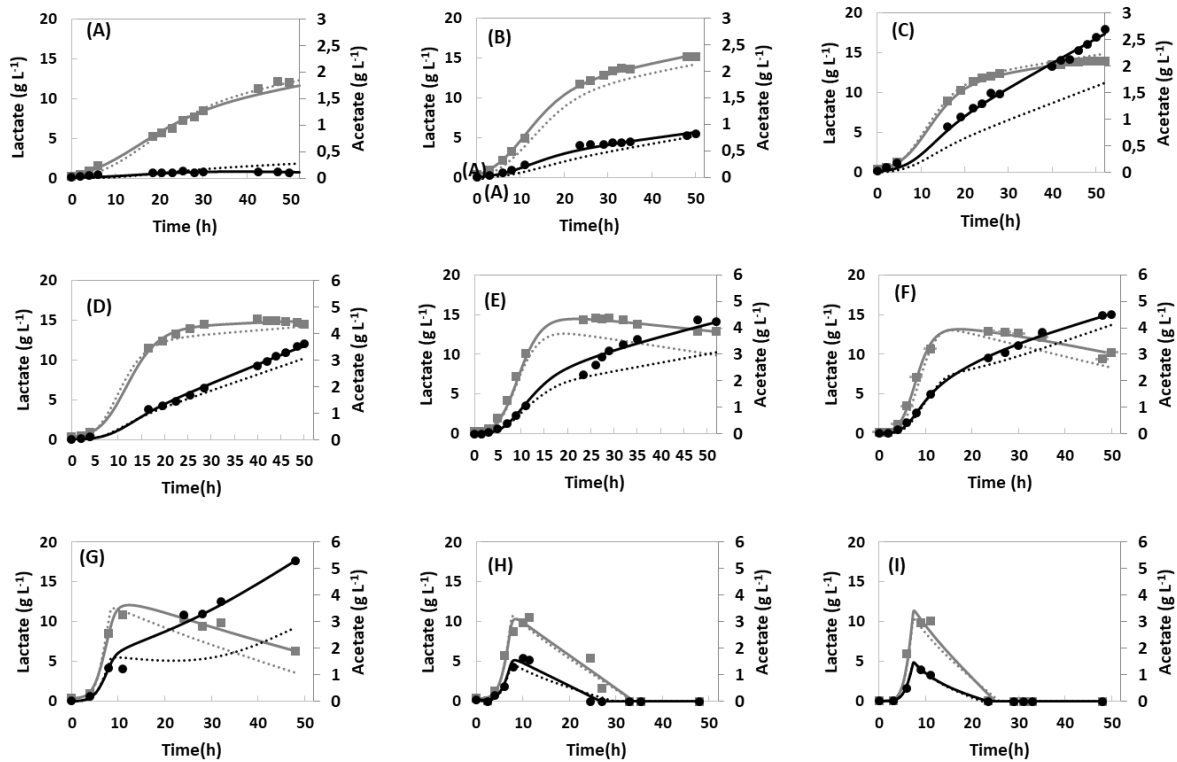 (A)
20
15
10
5
0
Lactate (g L-1)
3
2,5
2
1,5
1
0,5
0
Acetate (g L-1)
0 10 20 30 40 50
Time (h)
(B)
20
15
10
5
0
(A)
(A)
Lactate (g L-1)
3
2,5
2
1,5
1
0,5
0
Acetate (g L-1)
0 10 20 30 40 50
Time(h)
(C)
20
15
10
5
0
Lactate (g L-1)
3
2,5
2
1,5
1
0,5
0
Acetate (g L-1)
0 10 20 30 40 50
Time(h)
(D)
20
15
10
5
0
Lactate (g L-1)
6
5
4
3
2
1
0
Acetate (g L-1)
0 5 10 15 20 25 30 35 40 45 50
Time(h)
(E)
20
15
10
5
0
Lactate (g L-1)
6
5
4
3
2
1
0
Acetate (g L-1)
0 5 10 15 20 25 30 35 40 45 50
Time(h)
(F)
20
15
10
5
0
Lactate (g L-1)
6
5
4
3
2
1
0
Acetate (g L-1)
0 10 20 30 40 50
Time (h)
(G)
20
15
10
5
0
Lactate (g L-1)
6
5
4
3
2
1
0
Acetate (g L-1)
0 10 20 30 40 50
Time(h)
(H)
20
15
10
5
0
Lactate (g L-1)
6
5
4
3
2
1
0
Acetate (g L-1)
0 10 20 30 40 50
Time(h)
(I)
20
15
10
5
0
Lactate (g L-1)
6
5
4
3
2
1
0
Acetate (g L-1)
0 10 20 30 40 50
Time(h)